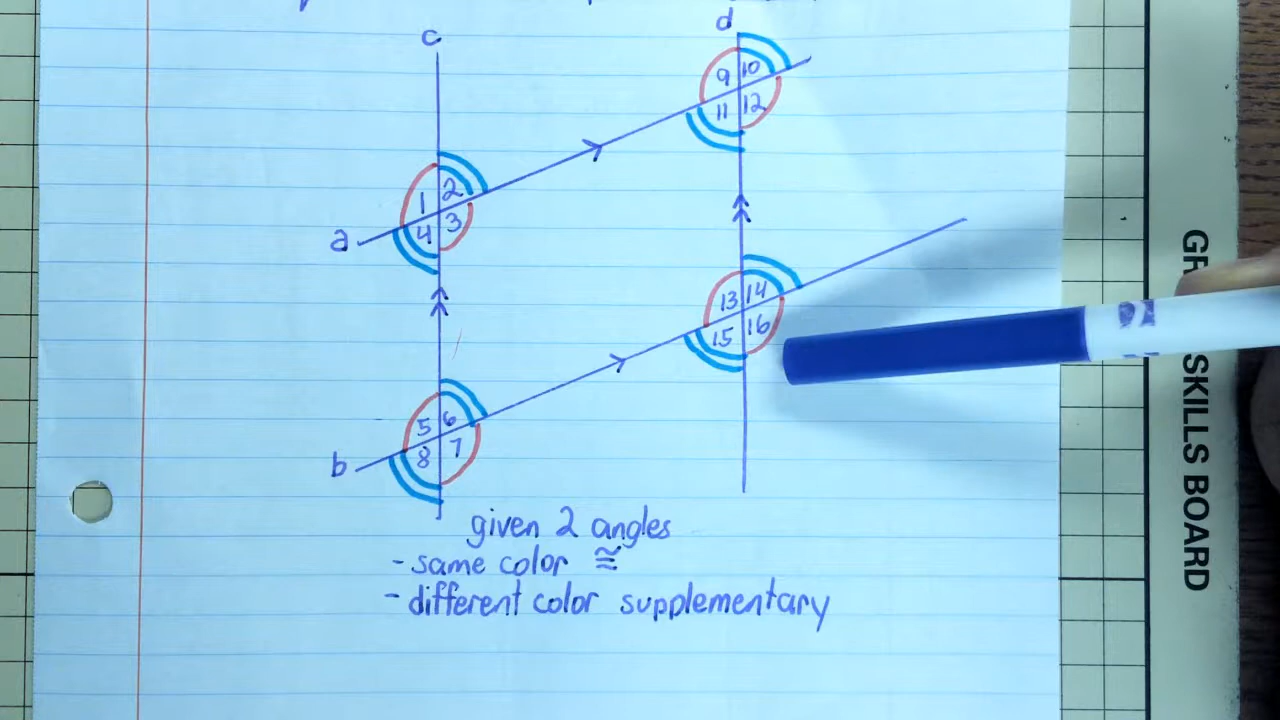 d
c
9 10
11 12
1 2
4 3
a
13 14
15 16
5 6
8 7
b
given 2 angles
- same color ≅
- different color supplementary
SKILLS BOARD